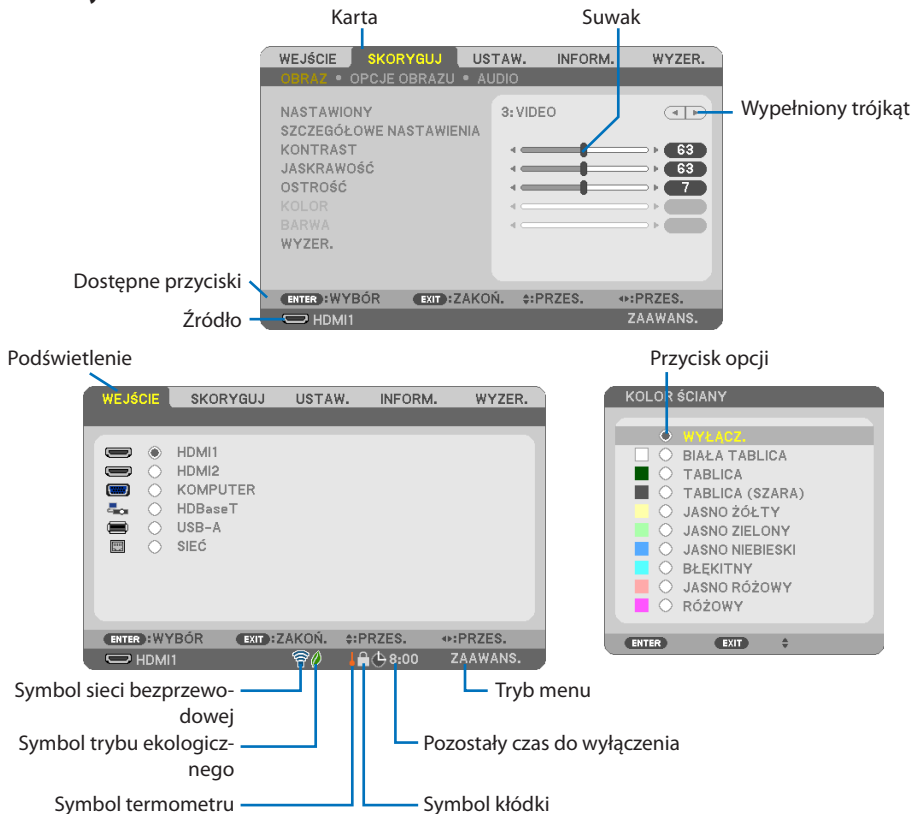 Karta
Suwak
WEJŚCIE SKORYGUJ USTAW. INFORM. WYZER.
OBRAZ • OPCJE OBRAZU • AUDIO
NASTAWIONY 3: VIDEO
Wypełniony trójkąt
SZCZEGÓŁOWE NASTAWIENIA
KONTRAST 63
JASKRAWOŚĆ 63
OSTROŚĆ 7
KOLOR
BARWA
WYZER.
Dostępne przyciski
ENTER :WYBÓR EXIT :ZAKOŃ. :PRZES. :PRZES.
Źródło
HDMI1 ZAAWANS.
Podświetlenie
Przycisk opcji
WEJŚCIE SKORYGUJ USTAW. INFORM. WYZER.
HDMI1
HDMI2
KOMPUTER
HDBaseT
USB-A
SIEĆ
ENTER :WYBÓR EXIT :ZAKOŃ. :PRZES. :PRZES.
HDMI1 8:00 ZAAWANS.
KOLOR ŚCIANY
WYŁĄCZ.
BIAŁA TABLICA
TABLICA
TABLICA (SZARA)
JASNO ŻÓŁTY
JASNO ZIELONY
JASNO NIEBIESKI
BŁĘKITNY
JASNO RÓŻOWY
RÓŻOWY
ENTER EXIT
Symbol sieci bezprzewo-
dowej
Tryb menu
Symbol trybu ekologicz-
nego
Pozostały czas do wyłączenia
Symbol termometru
Symbol kłódki